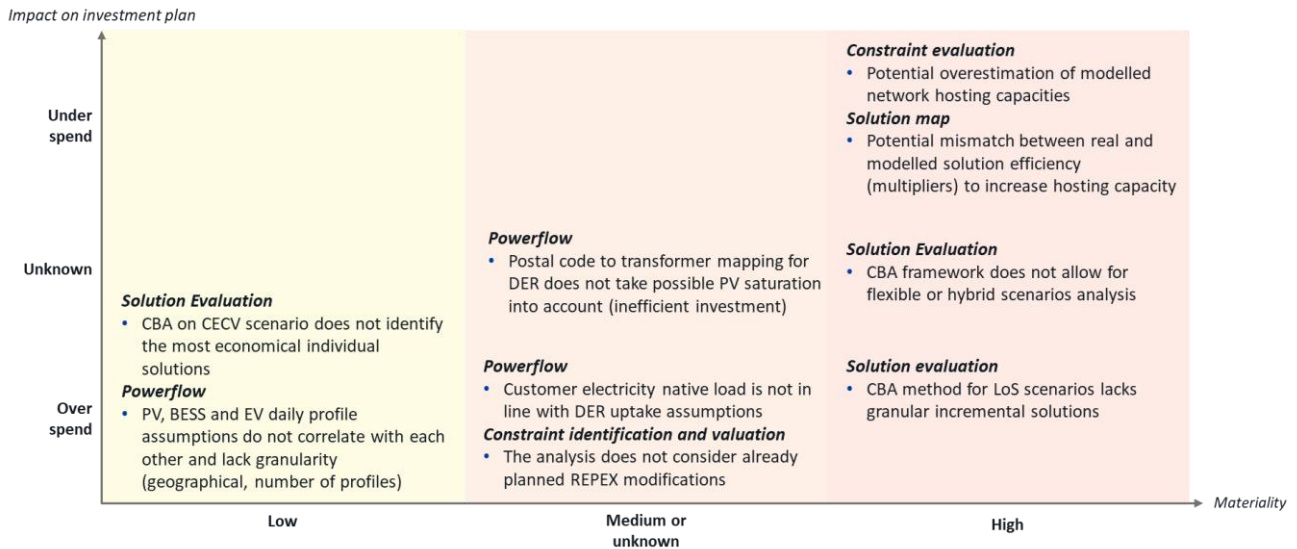 Impact on investment plan
Under
spend
Unknown
Over
spend
Solution Evaluation
• CBA on CECV scenario does not identify
the most economical individual
solutions
Powerflow
• PV, BESS and EV daily profile
assumptions do not correlate with each
other and lack granularity
(geographical, number of profiles)
Powerflow
• Postal code to transformer mapping for
DER does not take possible PV saturation
into account (inefficient investment)
Powerflow
• Customer electricity native load is not in
line with DER uptake assumptions
Constraint identification and valuation
• The analysis does not consider already
planned REPEX modifications
Constraint evaluation
• Potential overestimation of modelled
network hosting capacities
Solution map
• Potential mismatch between real and
modelled solution efficiency
(multipliers) to increase hosting capacity
Solution Evaluation
• CBA framework does not allow for
flexible or hybrid scenarios analysis
Solution evaluation
• CBA method for LoS scenarios lacks
granular incremental solutions
Materiality
Low
Medium or
unknown
High